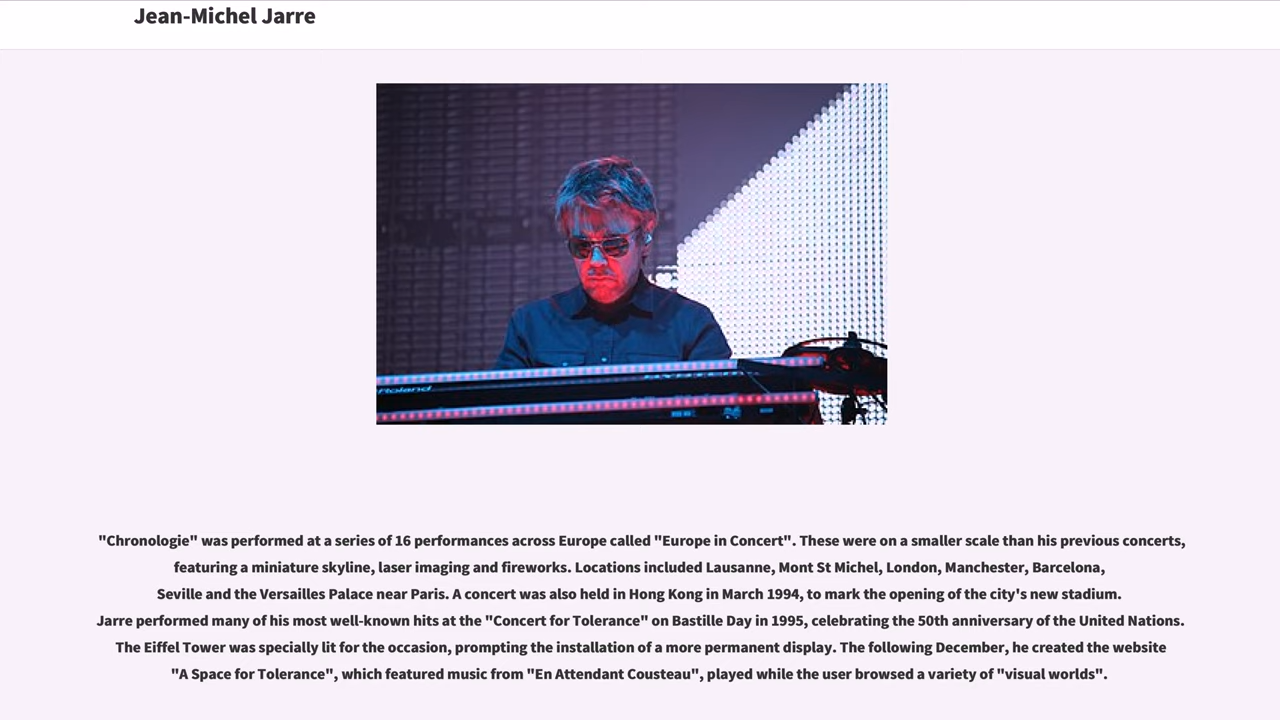 Jean-Michel Jarre
Roland
"Chronologie" was performed at a series of 16 performances across Europe called "Europe in Concert". These were on a smaller scale than his previous concerts,
featuring a miniature skyline, laser imaging and fireworks. Locations included Lausanne, Mont St Michel, London, Manchester, Barcelona,
Seville and the Versailles Palace near Paris. A concert was also held in Hong Kong in March 1994, to mark the opening of the city's new stadium.
Jarre performed many of his most well-known hits at the "Concert for Tolerance" on Bastille Day in 1995, celebrating the 50th anniversary of the United Nations.
The Eiffel Tower was specially lit for the occasion, prompting the installation of a more permanent display. The following December, he created the website
"A Space for Tolerance", which featured music from "En Attendant Cousteau", played while the user browsed a variety of "visual worlds".